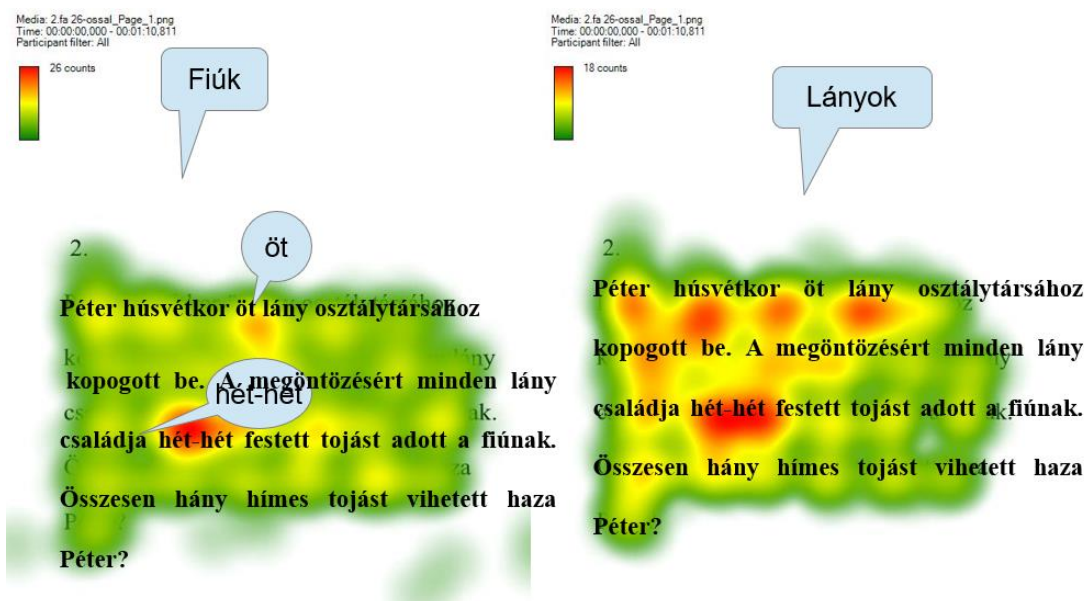 Media: 2.fa 26-ossal_Page_1.png
Time: 00:00:00,000 - 00:01:10,811
Participant filter: All
26 counts
Fiúk
öt
hét-hét
2.
Péter húsvétkor öt lány osztálytársához
kopogott be. A megöntözésért minden lány
családja hét-hét festett tojást adott a fiúnak.
Összesen hány hímes tojást vihetett haza
Péter?
Media: 2.fa 26-ossal_Page_1.png
Time: 00:00:00,000 - 00:01:10,811
Participant filter: All
18 counts
Lányok
2.
Péter húsvétkor öt lány osztálytársához
kopogott be. A megöntözésért minden lány
családja hét-hét festett tojást adott a fiúnak.
Összesen hány hímes tojást vihetett haza
Péter?